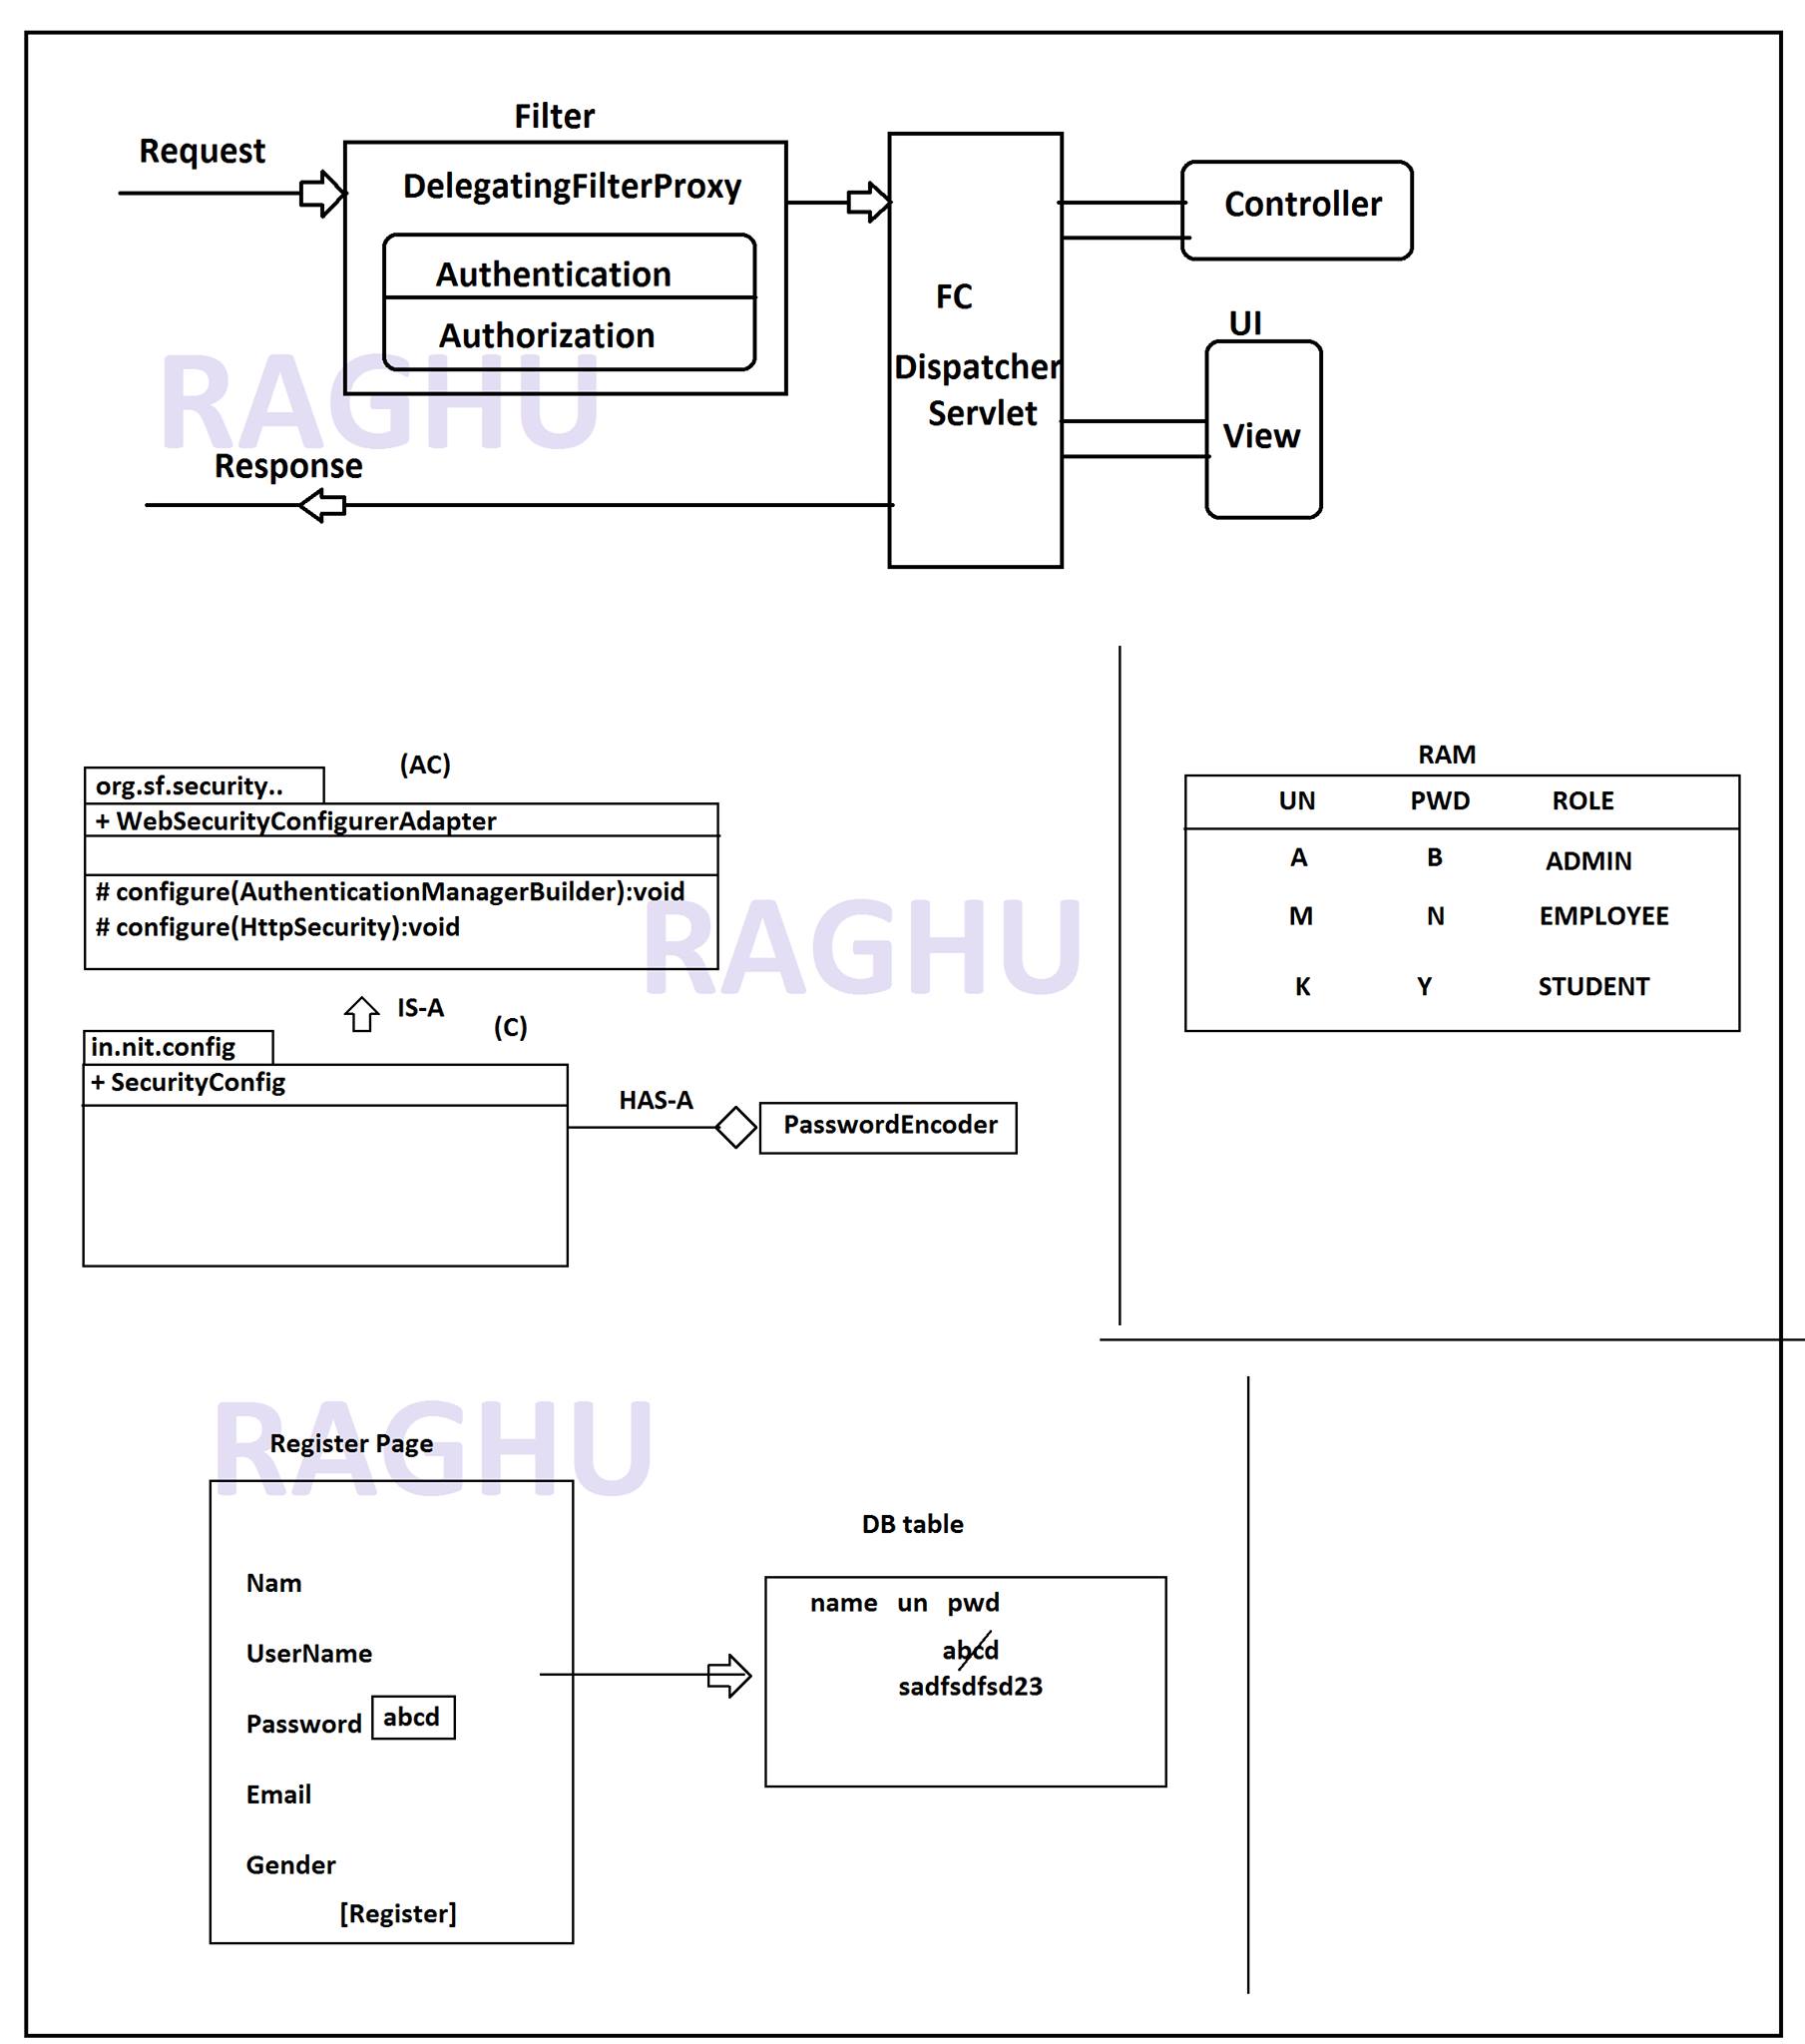 Filter
Request
DelegatingFilterProxy
Authentication
Authorization
FC
Dispatcher
Servlet
Controller
UI
View
RAGHU
Response
(AC)
org.sf.security..
+ WebSecurityConfigurerAdapter
# configure(AuthenticationManagerBuilder):void
# configure(HttpSecurity):void
RAGHU
IS-A
(C)
in.nit.config
+ SecurityConfig
HAS-A
PasswordEncoder
RAM
UN PWD ROLE
A B ADMIN
M N EMPLOYEE
K Y STUDENT
RAGHU
Register Page
Nam
UserName
Password abcd
Email
Gender
[Register]
DB table
name un pwd
abcd
sadfsdfsd23